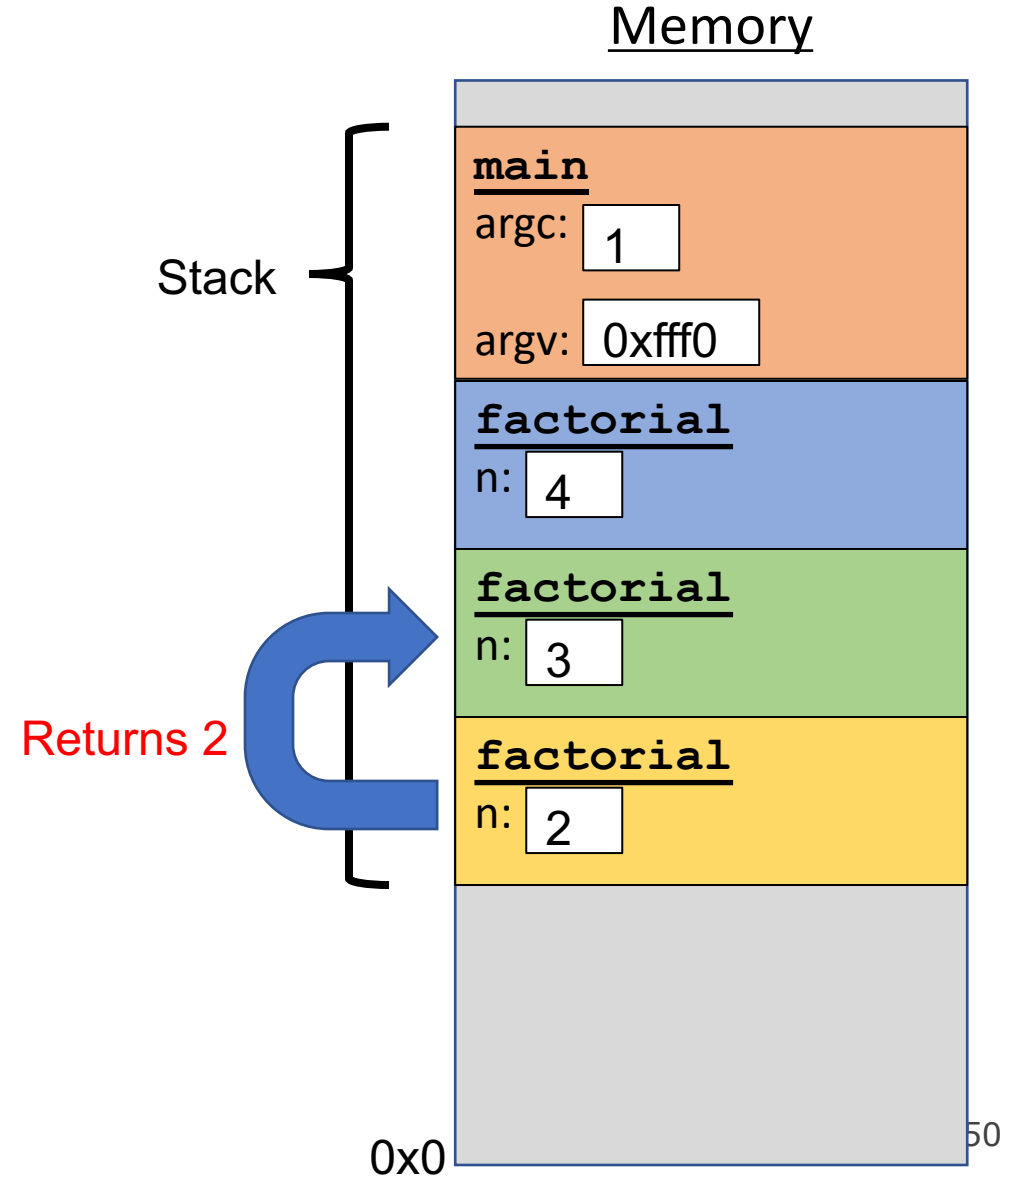 Memory
main
argc: 1
Stack
argv: 0xfff0
factorial
n: 4
factorial
n: 3
Returns 2
factorial
n: 2
50
0x0